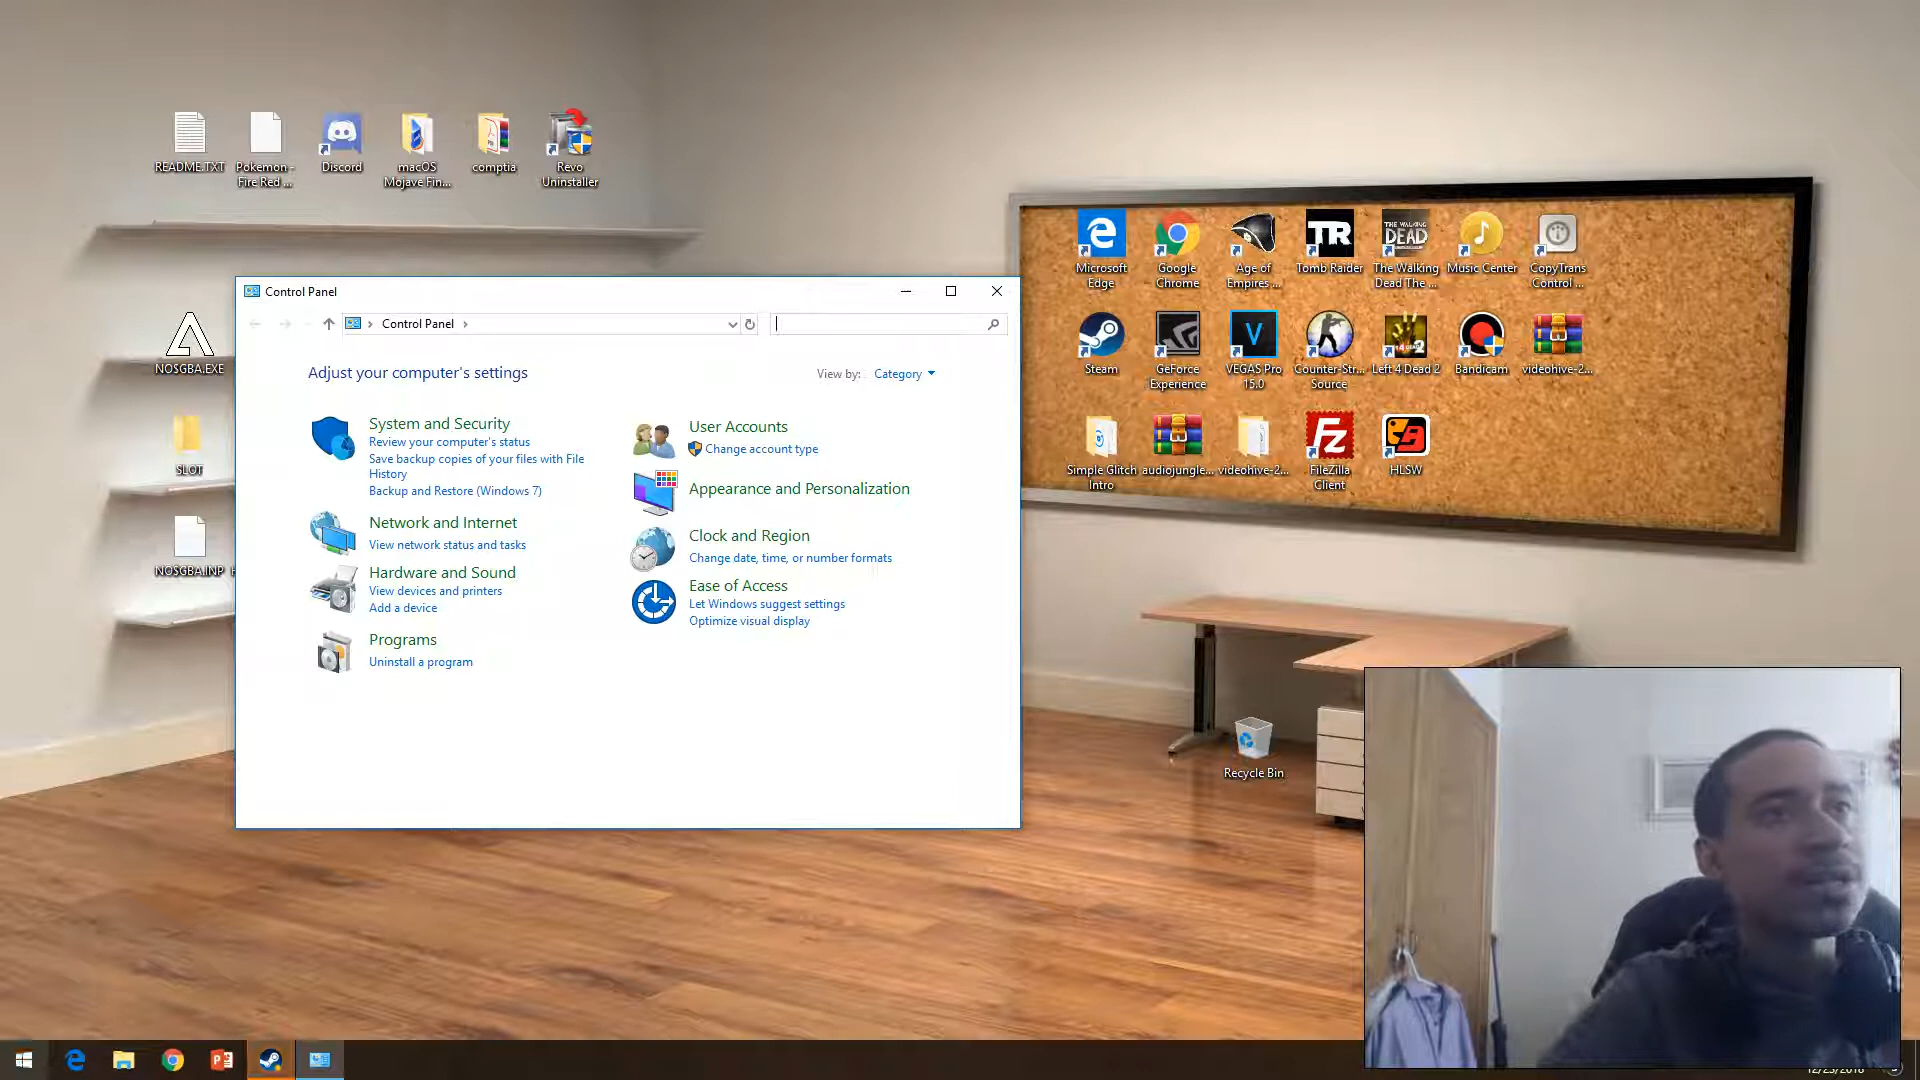 README.TXT
Pokemon -
Fire Red ...
Discord
macOS
Mojave Fin...
comptia
Revo
Uninstaller
Microsoft
Edge
Google
Chrome
Age of
Empires ...
TR
Tomb Raider
THE WALKING
DEAD
The Walking
Dead The ...
Music Center
CopyTrans
Control ...
Control Panel
Control Panel
NOSGBA.EXE
Steam
GeForce
Experience
V
VEGAS Pro
15.0
Counter-Str...
Source
Left 4 Dead 2
Bandicam
videohive-2...
Adjust your computer's settings
View by:
Category
System and Security
Review your computer's status
Save backup copies of your files with File
History
Backup and Restore (Windows 7)
User Accounts
Change account type
SLOT
Simple Glitch
Intro
audiojungle...
videohive-2...
Fz
FileZilla
Client
HLSW
Appearance and Personalization
Network and Internet
View network status and tasks
Clock and Region
Change date, time, or number formats
NOSGBA.INP
Hardware and Sound
View devices and printers
Add a device
Ease of Access
Let Windows suggest settings
Optimize visual display
Programs
Uninstall a program
Recycle Bin